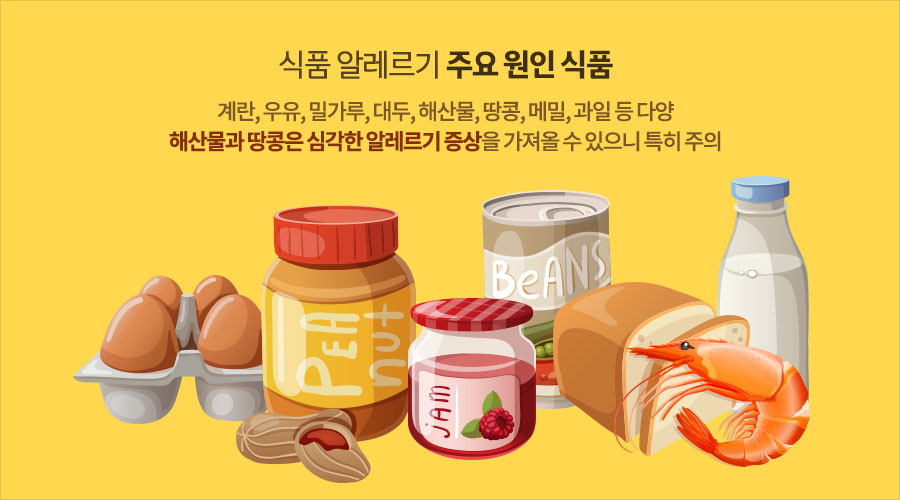 식품 알레르기 주요 원인 식품
계란, 우유, 밀가루, 대두, 해산물, 땅콩, 메밀, 과일 등 다양
해산물과 땅콩은 심각한 알레르기 증상을 가져올 수 있으니 특히 주의
BeANS
PEA
nut
JAM